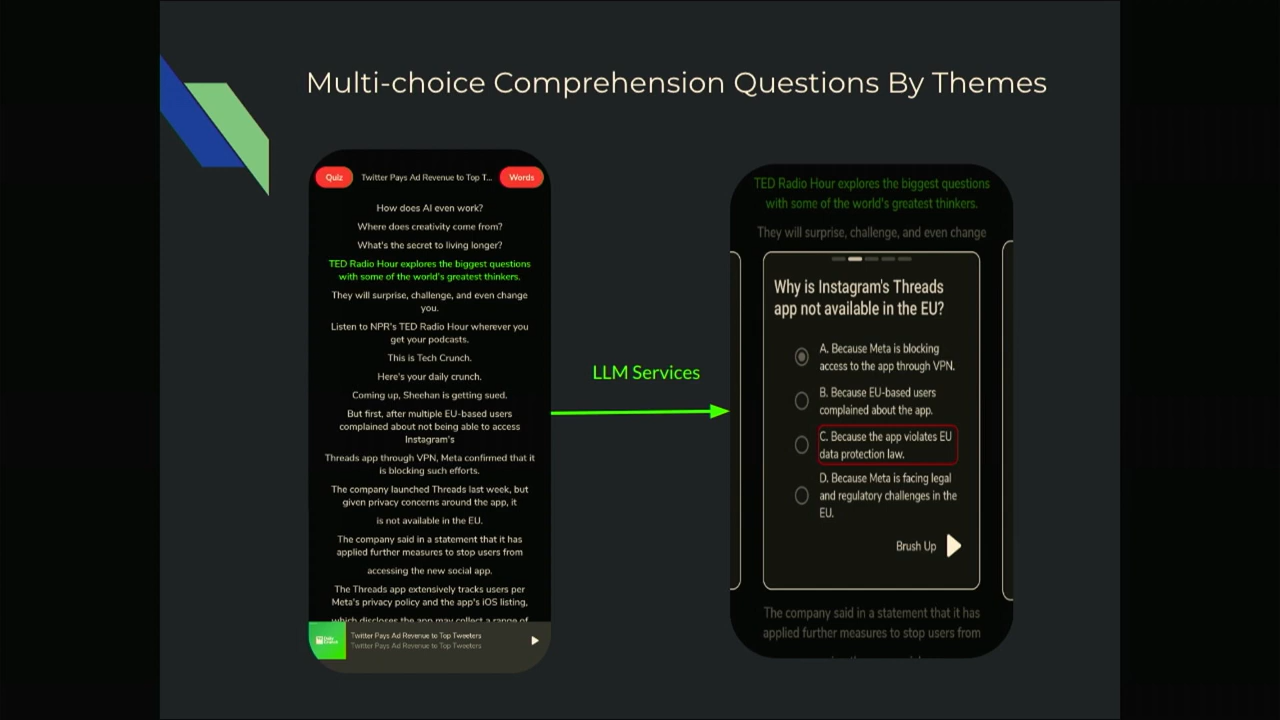 Multi-choice Comprehension Questions By Themes
Quiz
Twitter Pays Ad Revenue to Top T...
Words
How does AI even work?
Where does creativity come from?
What's the secret to living longer?
TED Radio Hour explores the biggest questions
with some of the world's greatest thinkers.
They will surprise, challenge, and even change
you.
Listen to NPR's TED Radio Hour wherever you
get your podcasts.
This is Tech Crunch.
Here's your daily crunch.
Coming up, Sheehan is getting sued.
But first, after multiple EU-based users
complained about not being able to access
Instagram's
Threads app through VPN, Meta confirmed that it
is blocking such efforts.
The company launched Threads last week, but
given privacy concerns around the app, it
is not available in the EU.
The company said in a statement that it has
applied further measures to stop users from
accessing the new social app.
The Threads app extensively tracks users per
Meta's privacy policy and the app's iOS listing,
which discloses the app may collect a range of
Twitter Pays Ad Revenue to Top Tweeters
Twitter Pays Ad Revenue to Top Tweeters
LLM Services
TED Radio Hour explores the biggest questions
with some of the world's greatest thinkers.
They will surprise, challenge, and even change
Why is Instagram's Threads
app not available in the EU?
A. Because Meta is blocking
access to the app through VPN.
B. Because EU-based users
complained about the app.
C. Because the app violates EU
data protection law.
D. Because Meta is facing legal
and regulatory challenges in the
EU.
Brush Up
The company said in a statement that it has
applied further measures to stop users from